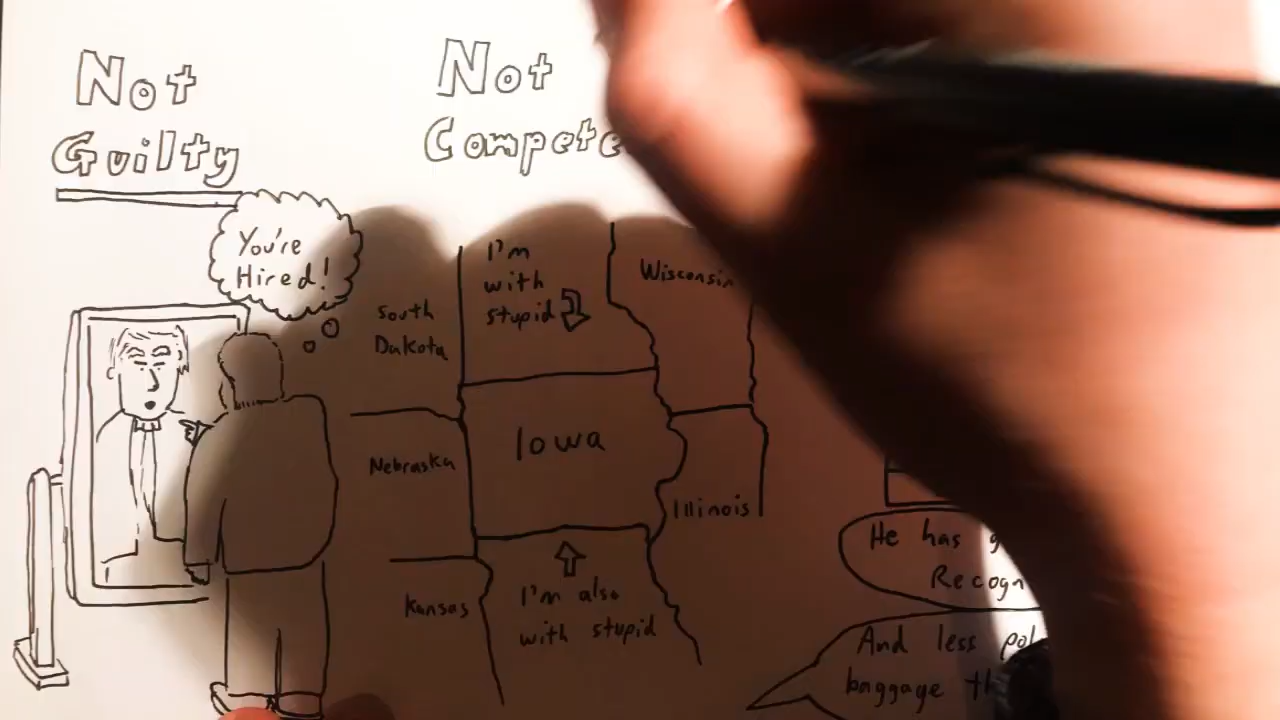 Not
Guilty
Not
Compete
You're
Hired!
I'm
with
stupid
Wisconsin
South
Dakota
Iowa
Nebraska
Illinois
Kansas
I'm also
with stupid
He has
And less
baggage